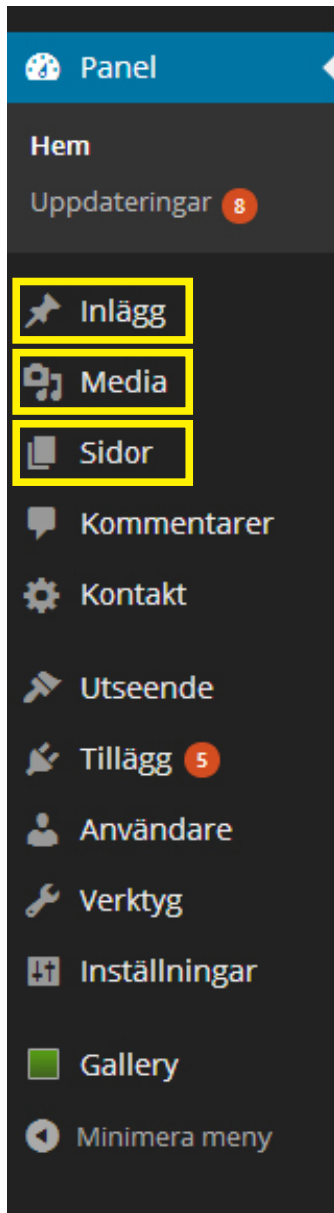 Panel
Hem
Uppdateringar 8
Inlägg
Media
Sidor
Kommentarer
Kontakt
Utseende
Tillägg 5
Användare
Verktyg
Inställningar
Gallery
Minimera meny